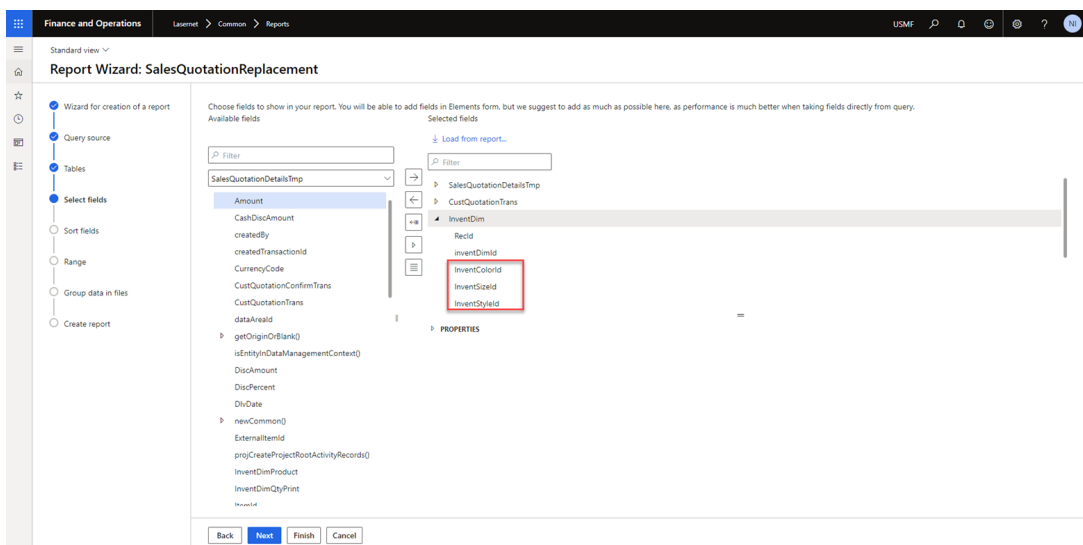 Finance and Operations
Lasernet > Common > Reports
USMF
NI
Standard view
Report Wizard: SalesQuotationReplacement
Wizard for creation of a report
Query source
Tables
Select fields
Sort fields
Range
Group data in files
Create report
Choose fields to show in your report. You will be able to add fields in Elements form, but we suggest to add as much as possible here, as performance is much better when taking fields directly from query.
Available fields
Filter
SalesQuotationDetailsTmp
Amount
CashDiscAmount
createdBy
createdTransactionId
CurrencyCode
CustQuotationConfirmTrans
CustQuotationTrans
dataAreaId
getOriginOrBlank()
isEntityInDataManagementContext()
DiscAmount
DiscPercent
DlvDate
newCommon()
ExternalItemId
projCreateProjectRootActivityRecords()
InventDimProduct
InventDimQtyPrint
ItemId
Selected fields
Load from report...
Filter
SalesQuotationDetailsTmp
CustQuotationTrans
InventDim
RecId
inventDimId
InventColorId
InventSizeId
InventStyleId
PROPERTIES
Back
Next
Finish
Cancel